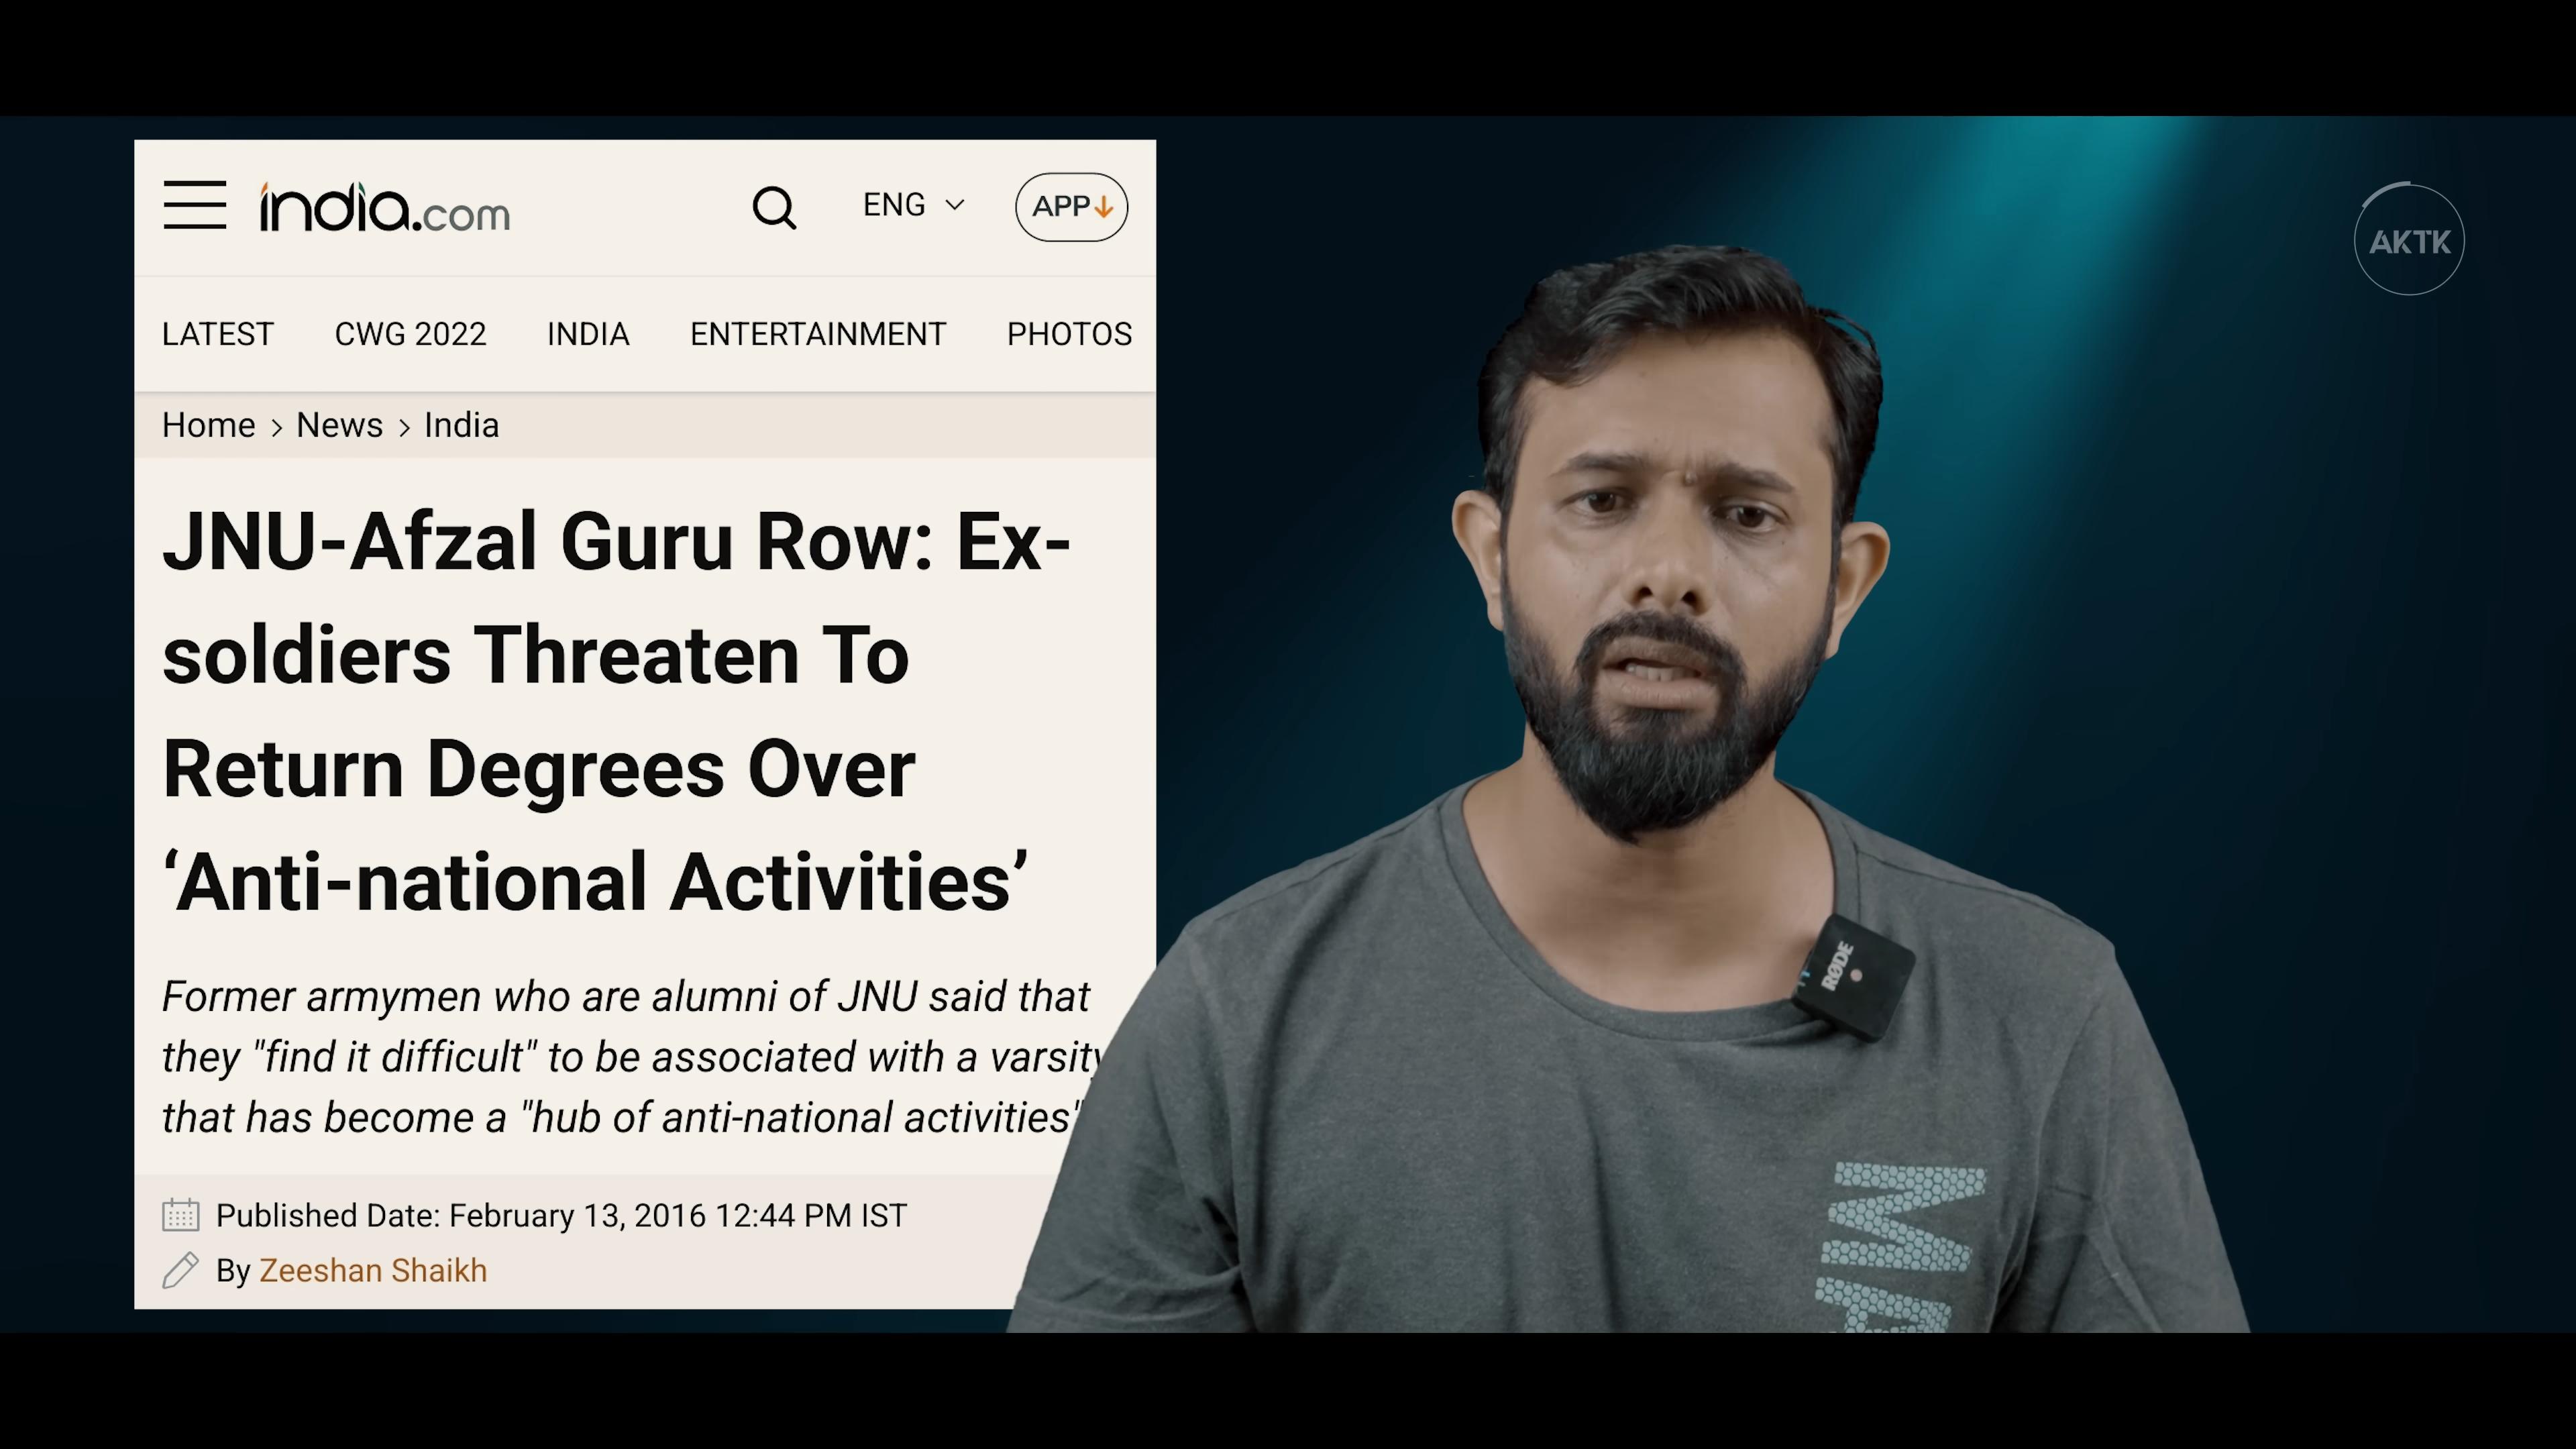 india.com
ENG
APP
LATEST CWG 2022 INDIA ENTERTAINMENT PHOTOS
Home > News > India
JNU-Afzal Guru Row: Ex-
soldiers Threaten To
Return Degrees Over
‘Anti-national Activities’
Former armymen who are alumni of JNU said that
they "find it difficult" to be associated with a varsity
that has become a "hub of anti-national activities"
Published Date: February 13, 2016 12:44 PM IST
By Zeeshan Shaikh
AKTK
RØDE